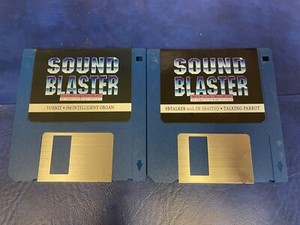 SOUND
BLASTER
VOXKIT • FM INTELLIGENT ORGAN
SOUND
BLASTER
SBTALKER with DR SBAITSO • TALKING PARROT